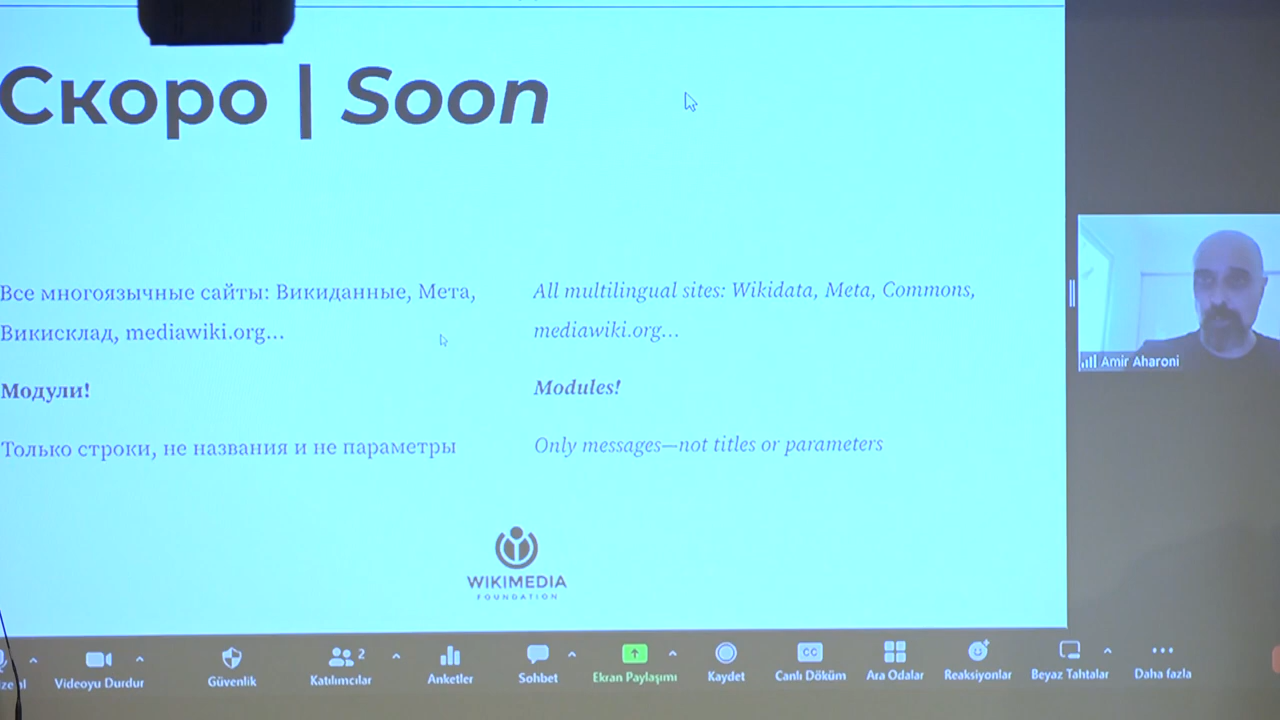 Скоро | Soon
Все многоязычные сайты: Викиданные, Мета,
Викисклад, mediawiki.org...
Модули!
Только строки, не названия и не параметры
All multilingual sites: Wikidata, Meta, Commons,
mediawiki.org...
Modules!
Only messages—not titles or parameters
WIKIMEDIA
FOUNDATION
Amir Aharoni
Videoyu Durdur
Güvenlik
2
Katılımcılar
Anketler
Sohbet
Ekran Paylaşımı
Kaydet
CC
Canlı Döküm
Ara Odalar
Reaksiyonlar
Beyaz Tahtalar
Daha fazla